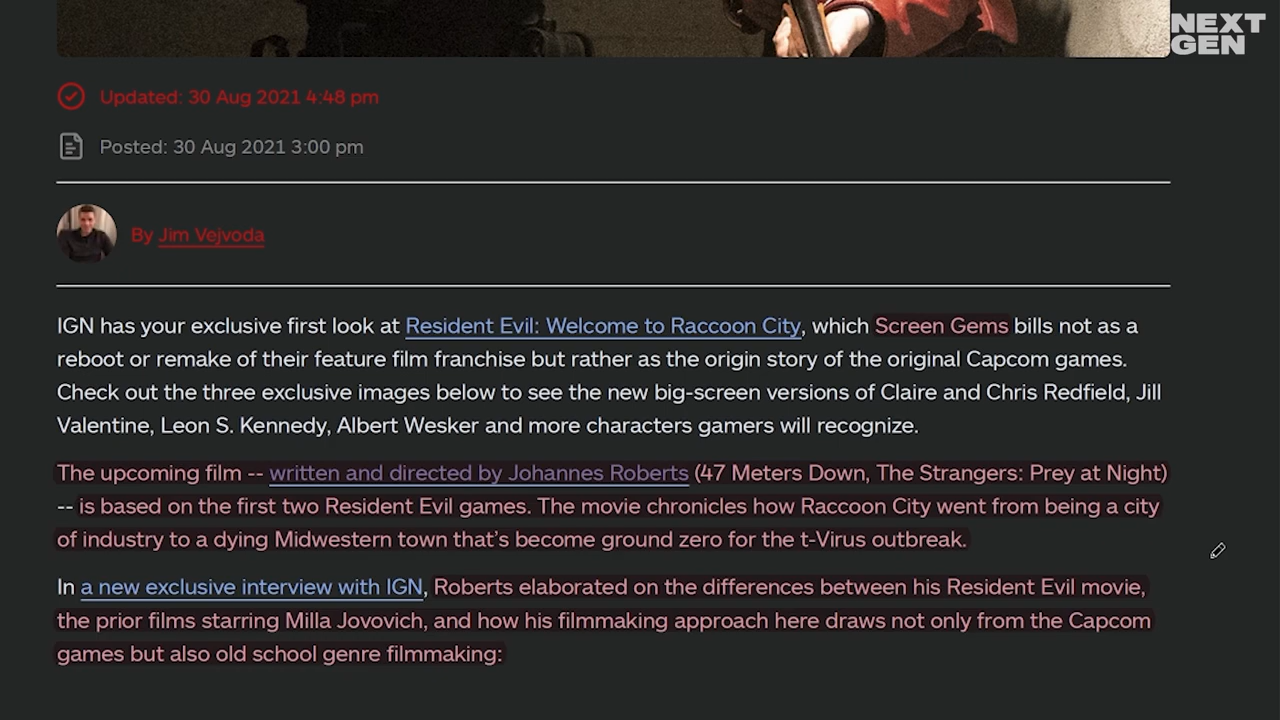 NEXT
GEN
Updated: 30 Aug 2021 4:48 pm
Posted: 30 Aug 2021 3:00 pm
By Jim Vejvoda
IGN has your exclusive first look at Resident Evil: Welcome to Raccoon City, which Screen Gems bills not as a
reboot or remake of their feature film franchise but rather as the origin story of the original Capcom games.
Check out the three exclusive images below to see the new big-screen versions of Claire and Chris Redfield, Jill
Valentine, Leon S. Kennedy, Albert Wesker and more characters gamers will recognize.
The upcoming film -- written and directed by Johannes Roberts (47 Meters Down, The Strangers: Prey at Night)
-- is based on the first two Resident Evil games. The movie chronicles how Raccoon City went from being a city
of industry to a dying Midwestern town that’s become ground zero for the t-Virus outbreak.
In a new exclusive interview with IGN, Roberts elaborated on the differences between his Resident Evil movie,
the prior films starring Milla Jovovich, and how his filmmaking approach here draws not only from the Capcom
games but also old school genre filmmaking: